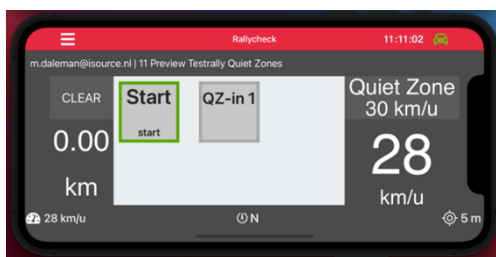 Rallycheck
11:11:02
m.daleman@isource.nl | 11 Preview Testrally Quiet Zones
CLEAR
0.00
km
Start
start
QZ-in 1
Quiet Zone
30 km/u
28
km/u
28 km/u
N
5 m